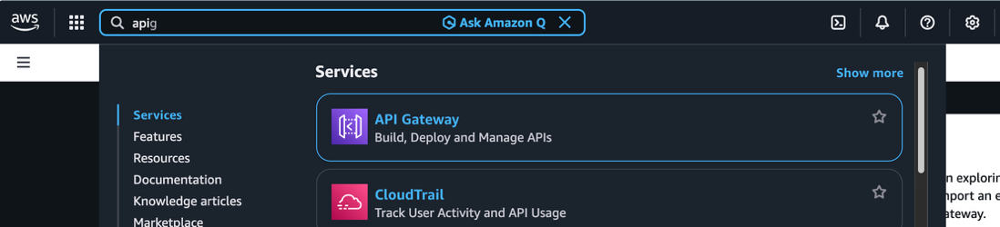 aws
apig
Ask Amazon Q
Services
Show more
Services
Features
Resources
Documentation
Knowledge articles
Marketplace
API Gateway
Build, Deploy and Manage APIs
CloudTrail
Track User Activity and API Usage
n explorin
mport an e
ateway.